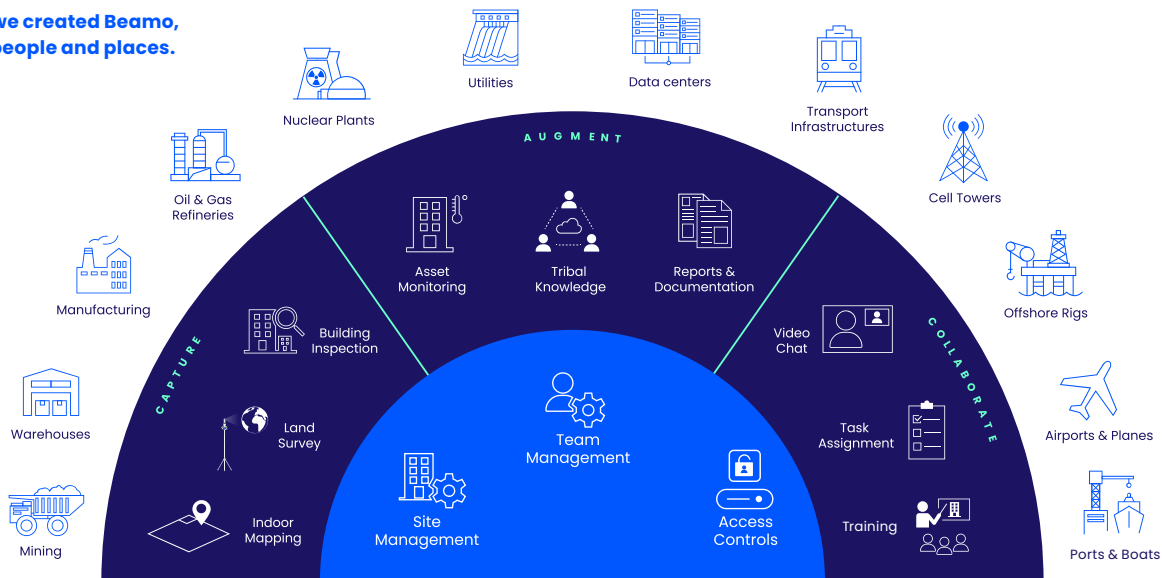 we created Beamo,
people and places.
Utilities
Data centers
Nuclear Plants
Transport
Infrastructures
Oil & Gas
Refineries
Cell Towers
Manufacturing
Offshore Rigs
Warehouses
Airports & Planes
Mining
Ports & Boats
AUGMENT
Asset
Monitoring
Tribal
Knowledge
Reports &
Documentation
CAPTURE
Building
Inspection
Land
Survey
Indoor
Mapping
COLLABORATE
Video
Chat
Task
Assignment
Training
Team
Management
Site
Management
Access
Controls